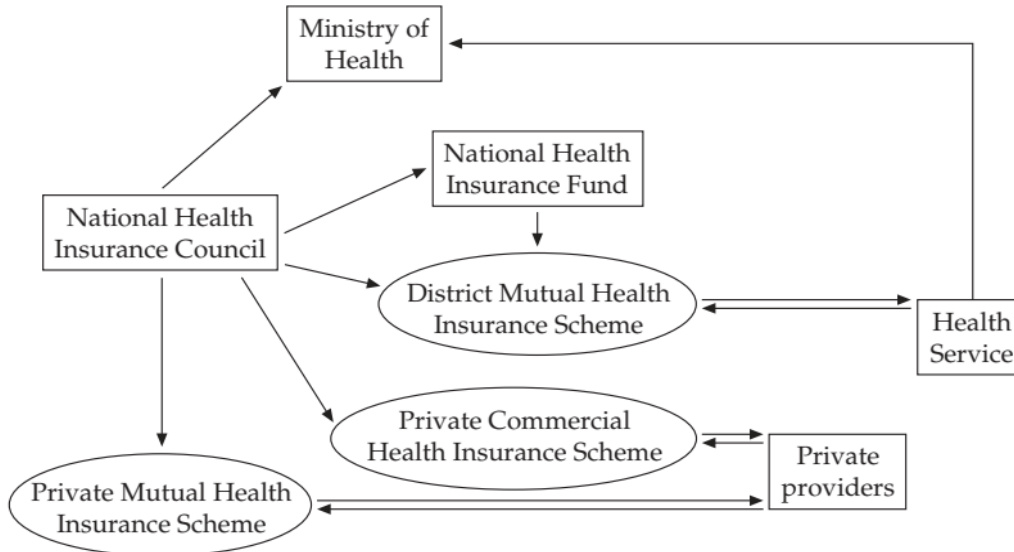 Ministry of
Health
National Health
Insurance Fund
National Health
Insurance Council
District Mutual Health
Insurance Scheme
Health
Service
Private Commercial
Health Insurance Scheme
Private
providers
Private Mutual Health
Insurance Scheme